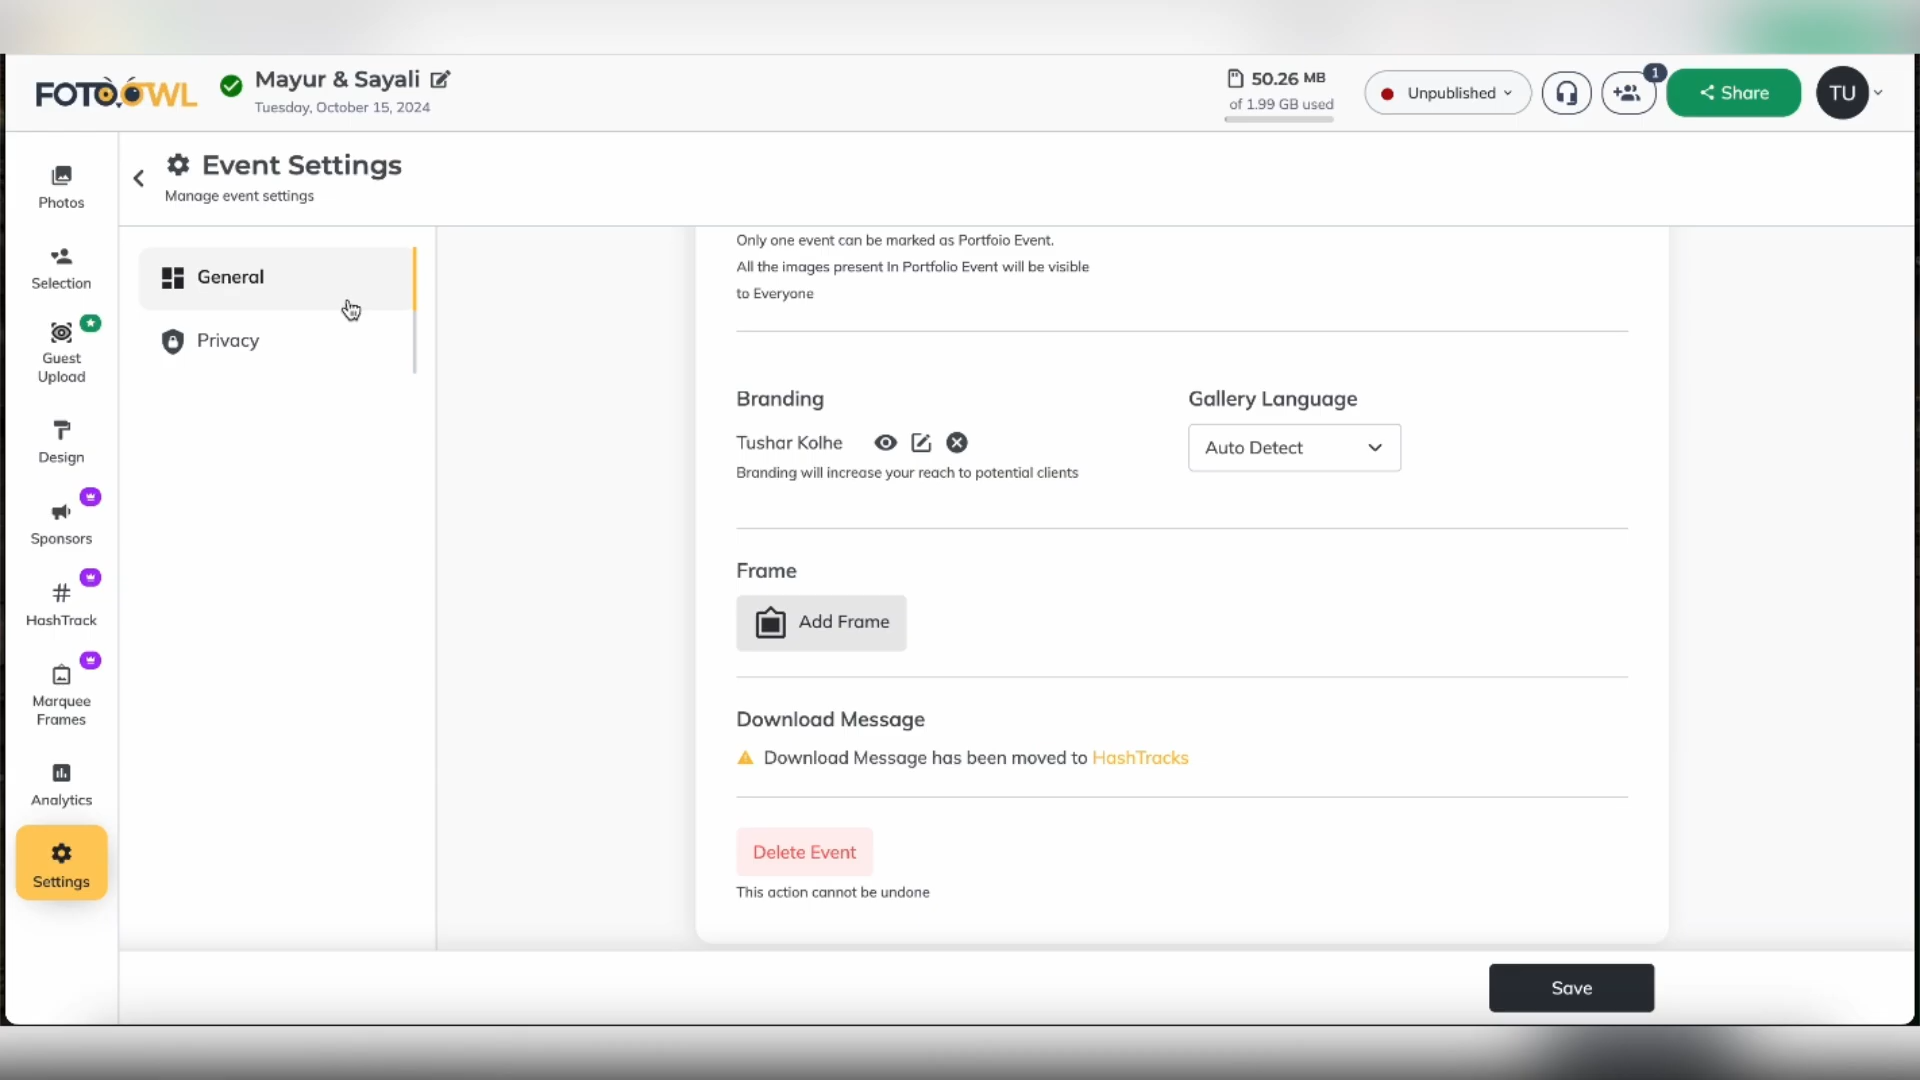 FOTOOWL
Mayur & Sayali
Tuesday, October 15, 2024
50.26 MB
of 1.99 GB used
Unpublished
1
Share
TU
Event Settings
Manage event settings
Photos
Selection
Guest
Upload
Design
Sponsors
HashTrack
Marquee
Frames
Analytics
Settings
General
Privacy
Only one event can be marked as Portfoio Event.
All the images present In Portfolio Event will be visible
to Everyone
Branding
Tushar Kolhe
Branding will increase your reach to potential clients
Gallery Language
Auto Detect
Frame
Add Frame
Download Message
Download Message has been moved to HashTracks
Delete Event
This action cannot be undone
Save